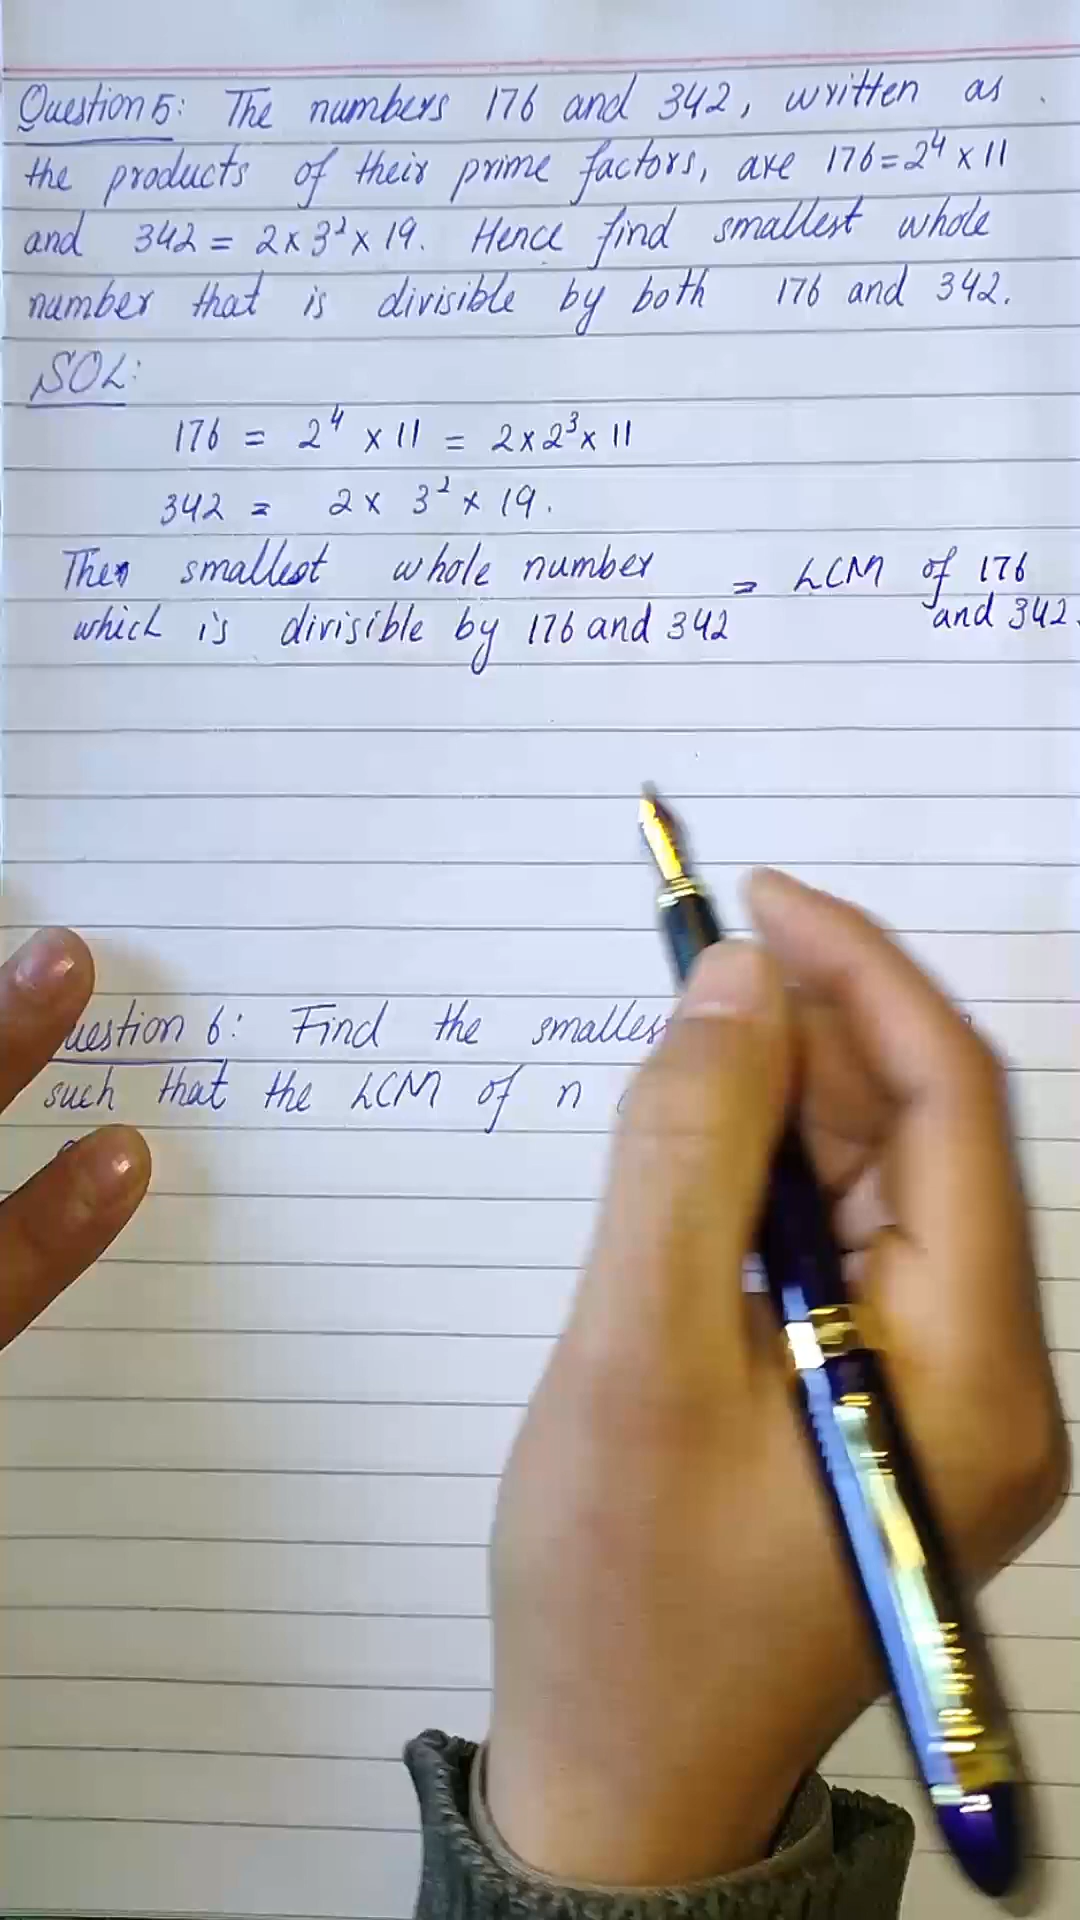 Question 5: The numbers 176 and 342, written as
the products of their prime factors, are 176=2⁴×11
and 342 = 2×3²×19. Hence find smallest whole
number that is divisible by both 176 and 342.
SOL:
176 = 2⁴ ×11 = 2×2³×11
342 = 2× 3² × 19.
Then smallest whole number
which is divisible by 176 and 342 = LCM of 176
and 342.
uestion 6: Find the smalles
such that the LCM of n